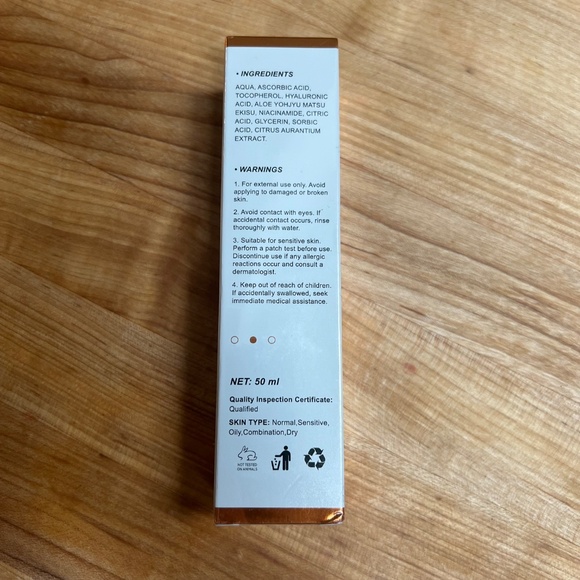 • INGREDIENTS
AQUA, ASCORBIC ACID,
TOCOPHEROL, HYALURONIC
ACID, ALOE YOHJYU MATSU
EKISU, NIACINAMIDE, CITRIC
ACID, GLYCERIN, SORBIC
ACID, CITRUS AURANTIUM
EXTRACT.
• WARNINGS
1. For external use only. Avoid
applying to damaged or broken
skin.
2. Avoid contact with eyes. If
accidental contact occurs, rinse
thoroughly with water.
3. Suitable for sensitive skin.
Perform a patch test before use.
Discontinue use if any allergic
reactions occur and consult a
dermatologist.
4. Keep out of reach of children.
If accidentally swallowed, seek
immediate medical assistance.
NET: 50 ml
Quality Inspection Certificate:
Qualified
SKIN TYPE: Normal,Sensitive,
Oily,Combination,Dry
NOT TESTED
ON ANIMALS